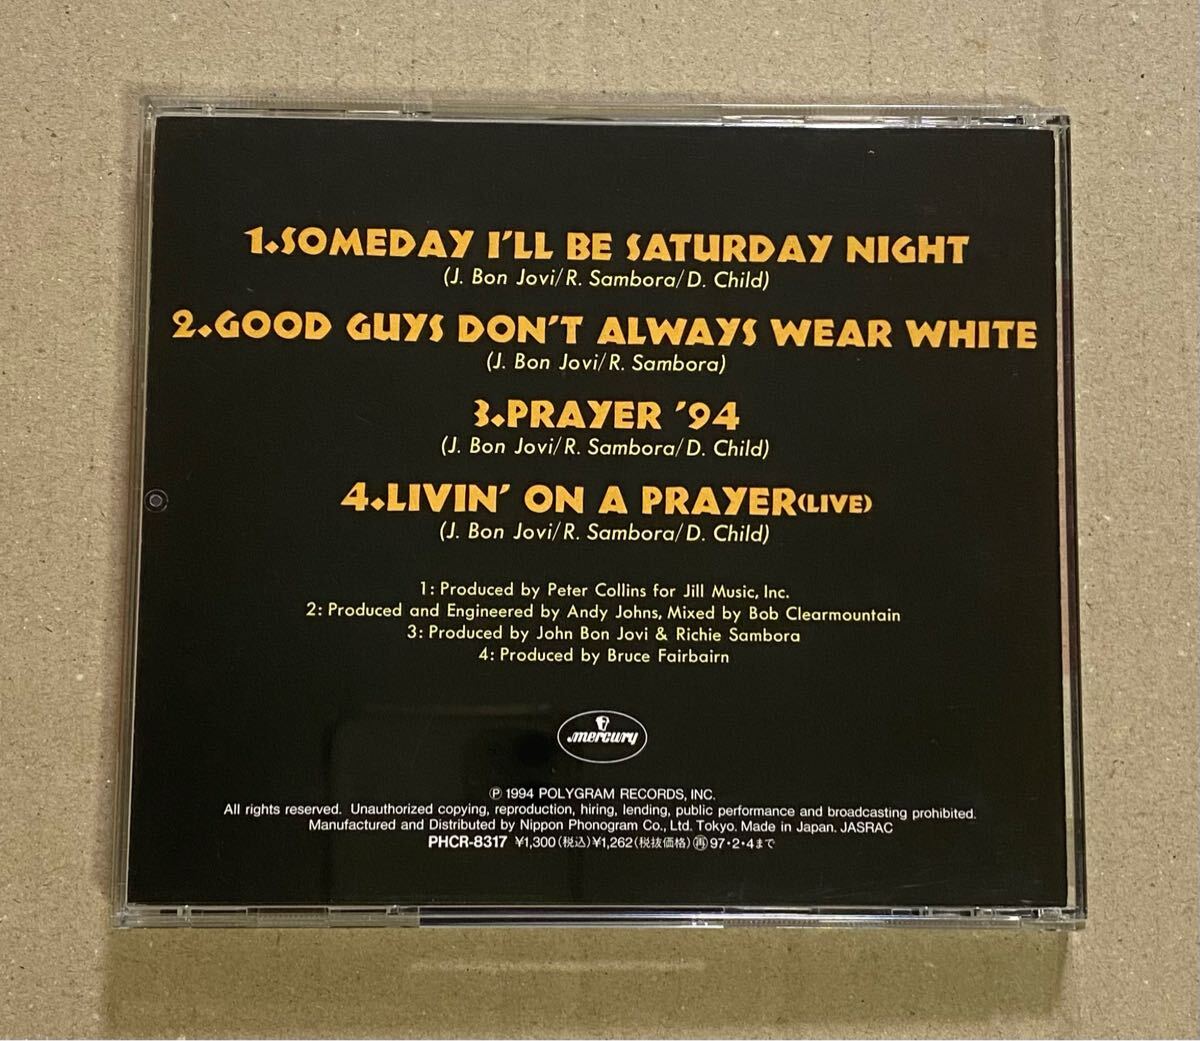 1.SOMEDAY I'LL BE SATURDAY NIGHT
(J. Bon Jovi/R. Sambora/D. Child)
2.GOOD GUYS DON'T ALWAYS WEAR WHITE
(J. Bon Jovi/R. Sambora)
3.PRAYER '94
(J. Bon Jovi/R. Sambora/D. Child)
4.LIVIN' ON A PRAYER(LIVE)
(J. Bon Jovi/R. Sambora/D. Child)
1: Produced by Peter Collins for Jill Music, Inc.
2: Produced and Engineered by Andy Johns, Mixed by Bob Clearmountain
3: Produced by John Bon Jovi & Richie Sambora
4: Produced by Bruce Fairbairn
mercury
℗ 1994 POLYGRAM RECORDS, INC.
All rights reserved. Unauthorized copying, reproduction, hiring, lending, public performance and broadcasting prohibited.
Manufactured and Distributed by Nippon Phonogram Co., Ltd. Tokyo. Made in Japan. JASRAC
PHCR-8317 ¥1,300(税込)¥1,262(税抜価格)再97・2・4まで